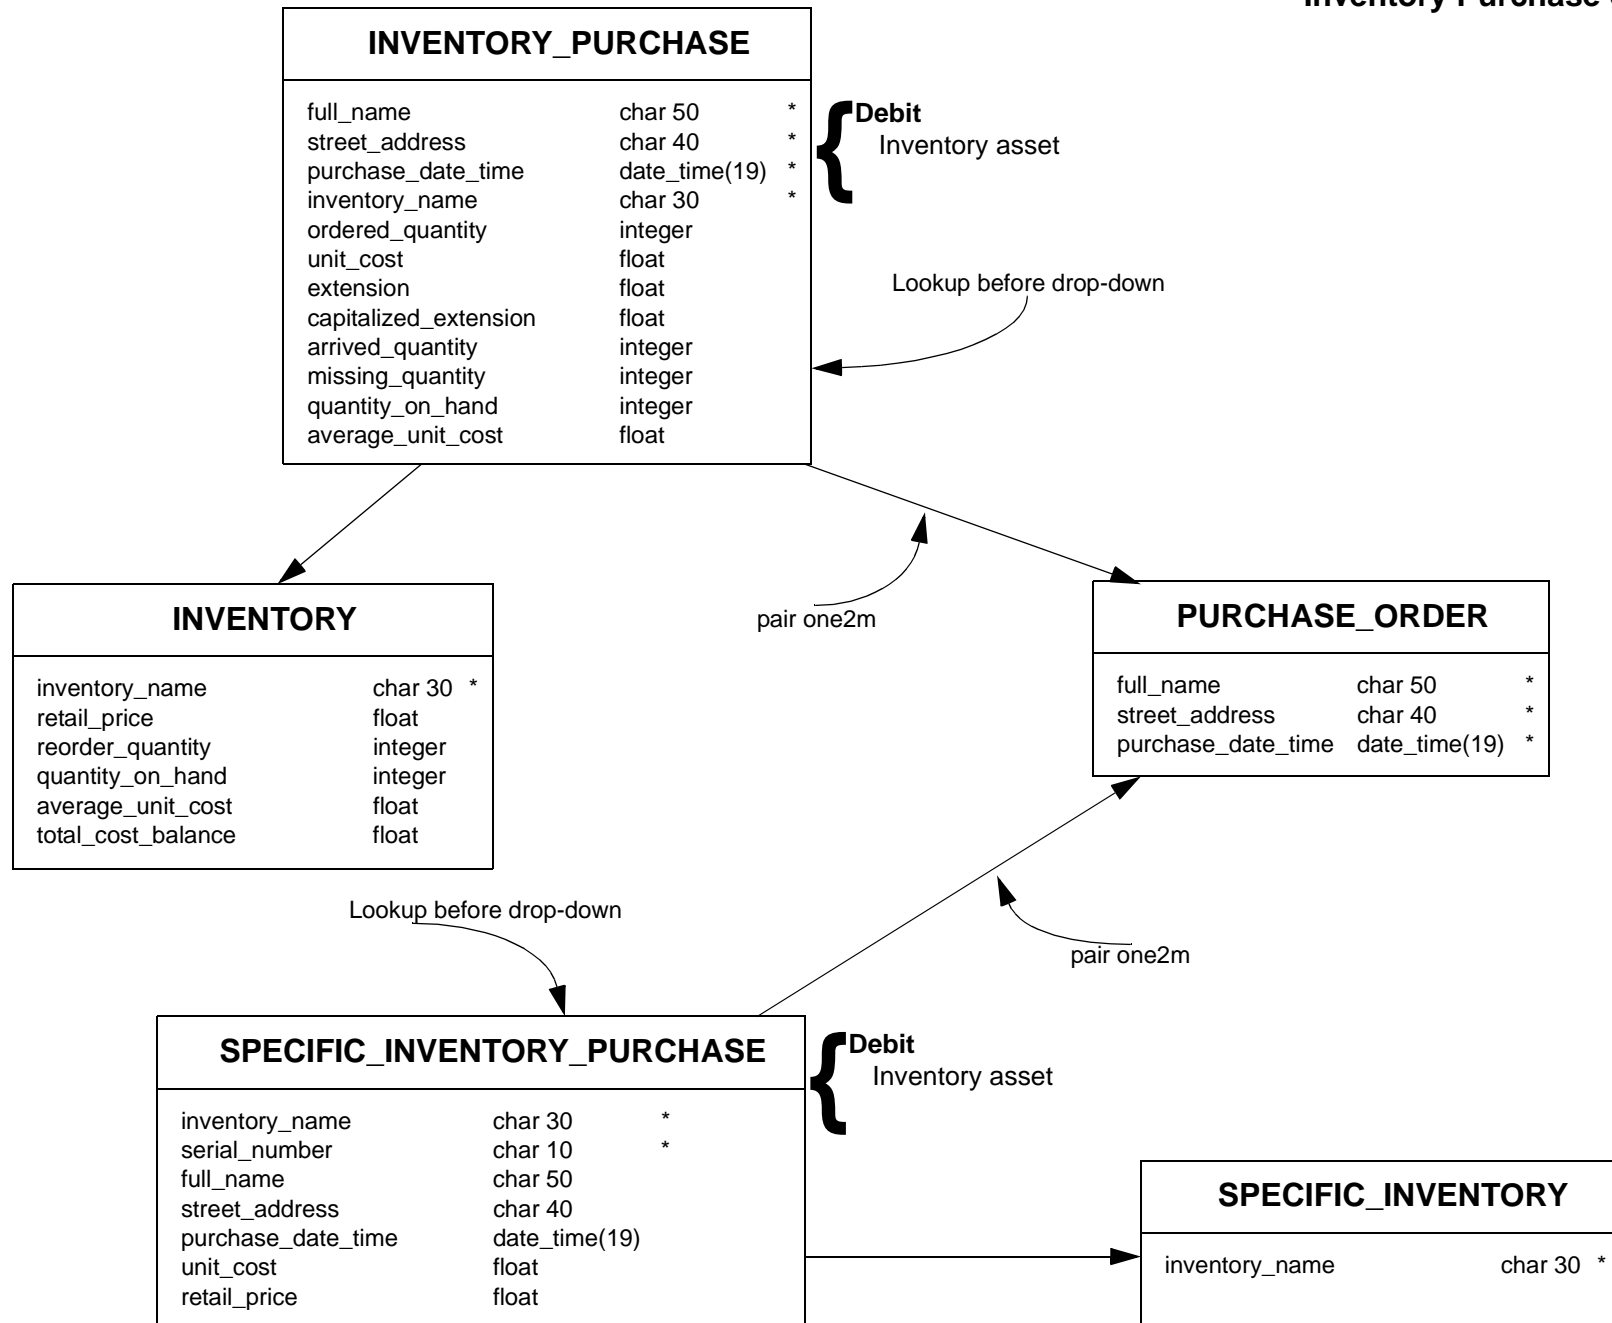 Inventory Purchase
INVENTORY_PURCHASE
full_name char 50 *
street_address char 40 *
purchase_date_time date_time(19) *
inventory_name char 30 *
ordered_quantity integer
unit_cost float
extension float
capitalized_extension float
arrived_quantity integer
missing_quantity integer
quantity_on_hand integer
average_unit_cost float
{ Debit
Inventory asset
Lookup before drop-down
pair one2m
INVENTORY
inventory_name char 30 *
retail_price float
reorder_quantity integer
quantity_on_hand integer
average_unit_cost float
total_cost_balance float
PURCHASE_ORDER
full_name char 50 *
street_address char 40 *
purchase_date_time date_time(19) *
Lookup before drop-down
pair one2m
SPECIFIC_INVENTORY_PURCHASE
inventory_name char 30 *
serial_number char 10 *
full_name char 50
street_address char 40
purchase_date_time date_time(19)
unit_cost float
retail_price float
{ Debit
Inventory asset
SPECIFIC_INVENTORY
inventory_name char 30 *